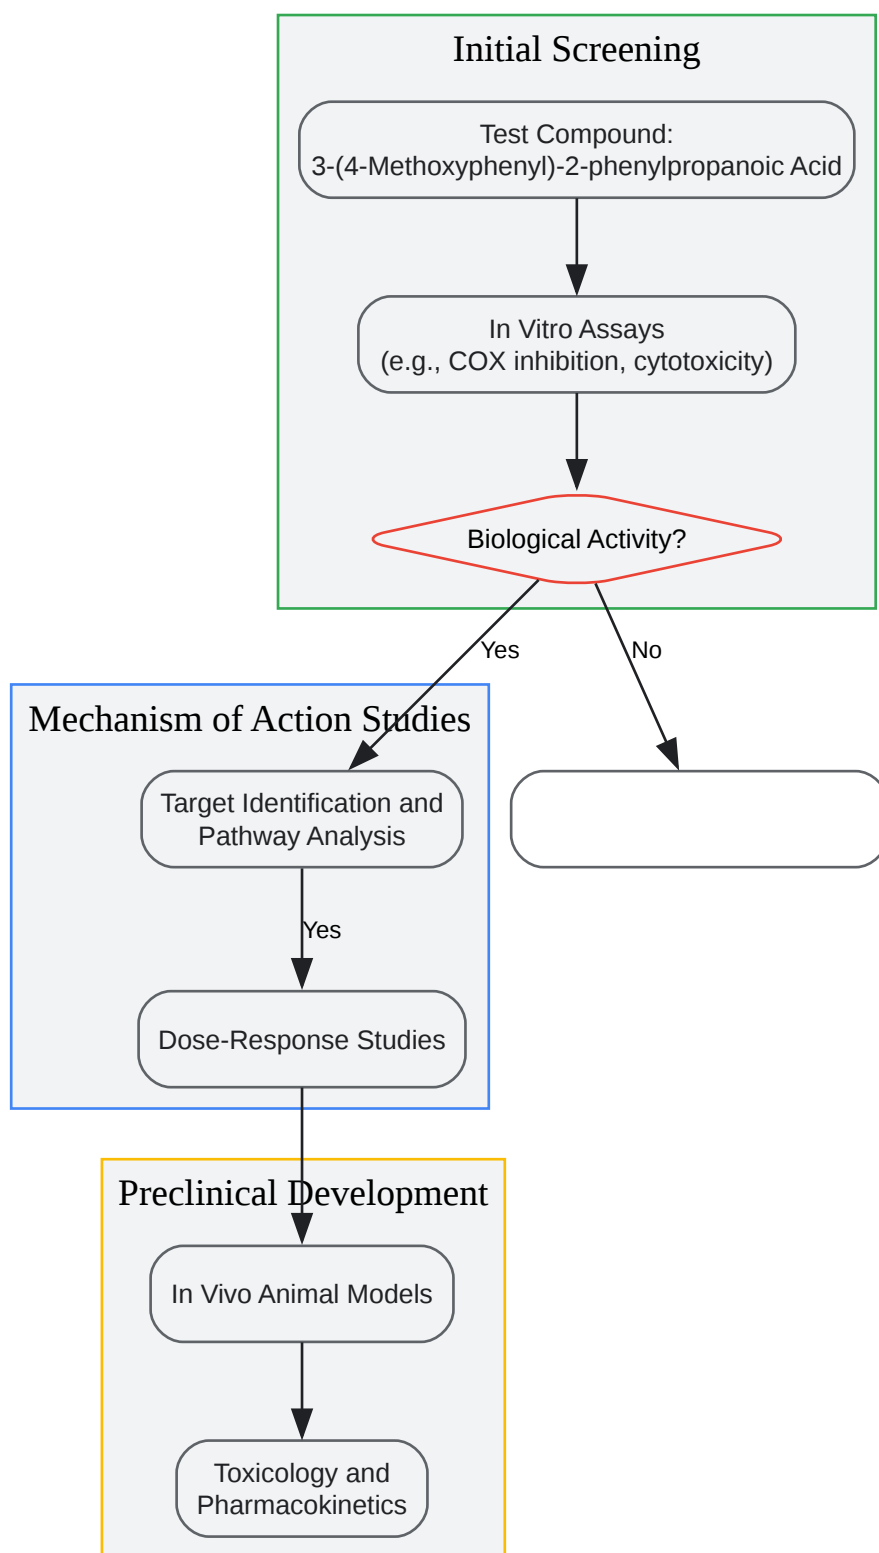 Initial Screening
Test Compound:
3-(4-Methoxyphenyl)-2-phenylpropanoic Acid
In Vitro Assays
(e.g., COX inhibition, cytotoxicity)
Biological Activity?
Yes
No
Mechanism of Action Studies
Target Identification and
Pathway Analysis
Yes
Dose-Response Studies
Preclinical Development
In Vivo Animal Models
Toxicology and
Pharmacokinetics